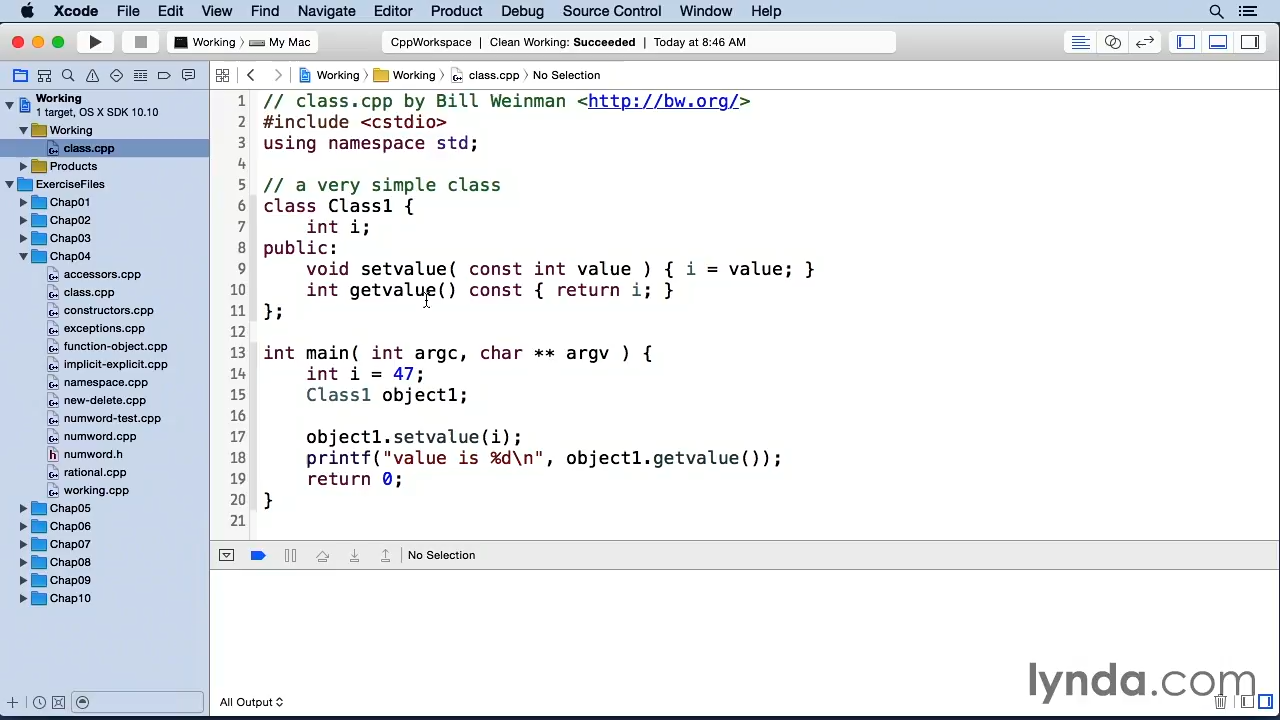 Xcode File Edit View Find Navigate Editor Product Debug Source Control Window Help
Working My Mac CppWorkspace | Clean Working: Succeeded | Today at 8:46 AM
Working Working class.cpp No Selection
Working
1 target, OS X SDK 10.10
Working
class.cpp
Products
ExerciseFiles
Chap01
Chap02
Chap03
Chap04
accessors.cpp
class.cpp
constructors.cpp
exceptions.cpp
function-object.cpp
implicit-explicit.cpp
namespace.cpp
new-delete.cpp
numword-test.cpp
numword.cpp
numword.h
rational.cpp
working.cpp
Chap05
Chap06
Chap07
Chap08
Chap09
Chap10
1 // class.cpp by Bill Weinman <http://bw.org/>
2 #include <cstdio>
3 using namespace std;
4
5 // a very simple class
6 class Class1 {
7     int i;
8 public:
9     void setvalue( const int value ) { i = value; }
10     int getvalue() const { return i; }
11 };
12
13 int main( int argc, char ** argv ) {
14     int i = 47;
15     Class1 object1;
16
17     object1.setvalue(i);
18     printf("value is %d\n", object1.getvalue());
19     return 0;
20 }
21
No Selection
All Output
lynda.com